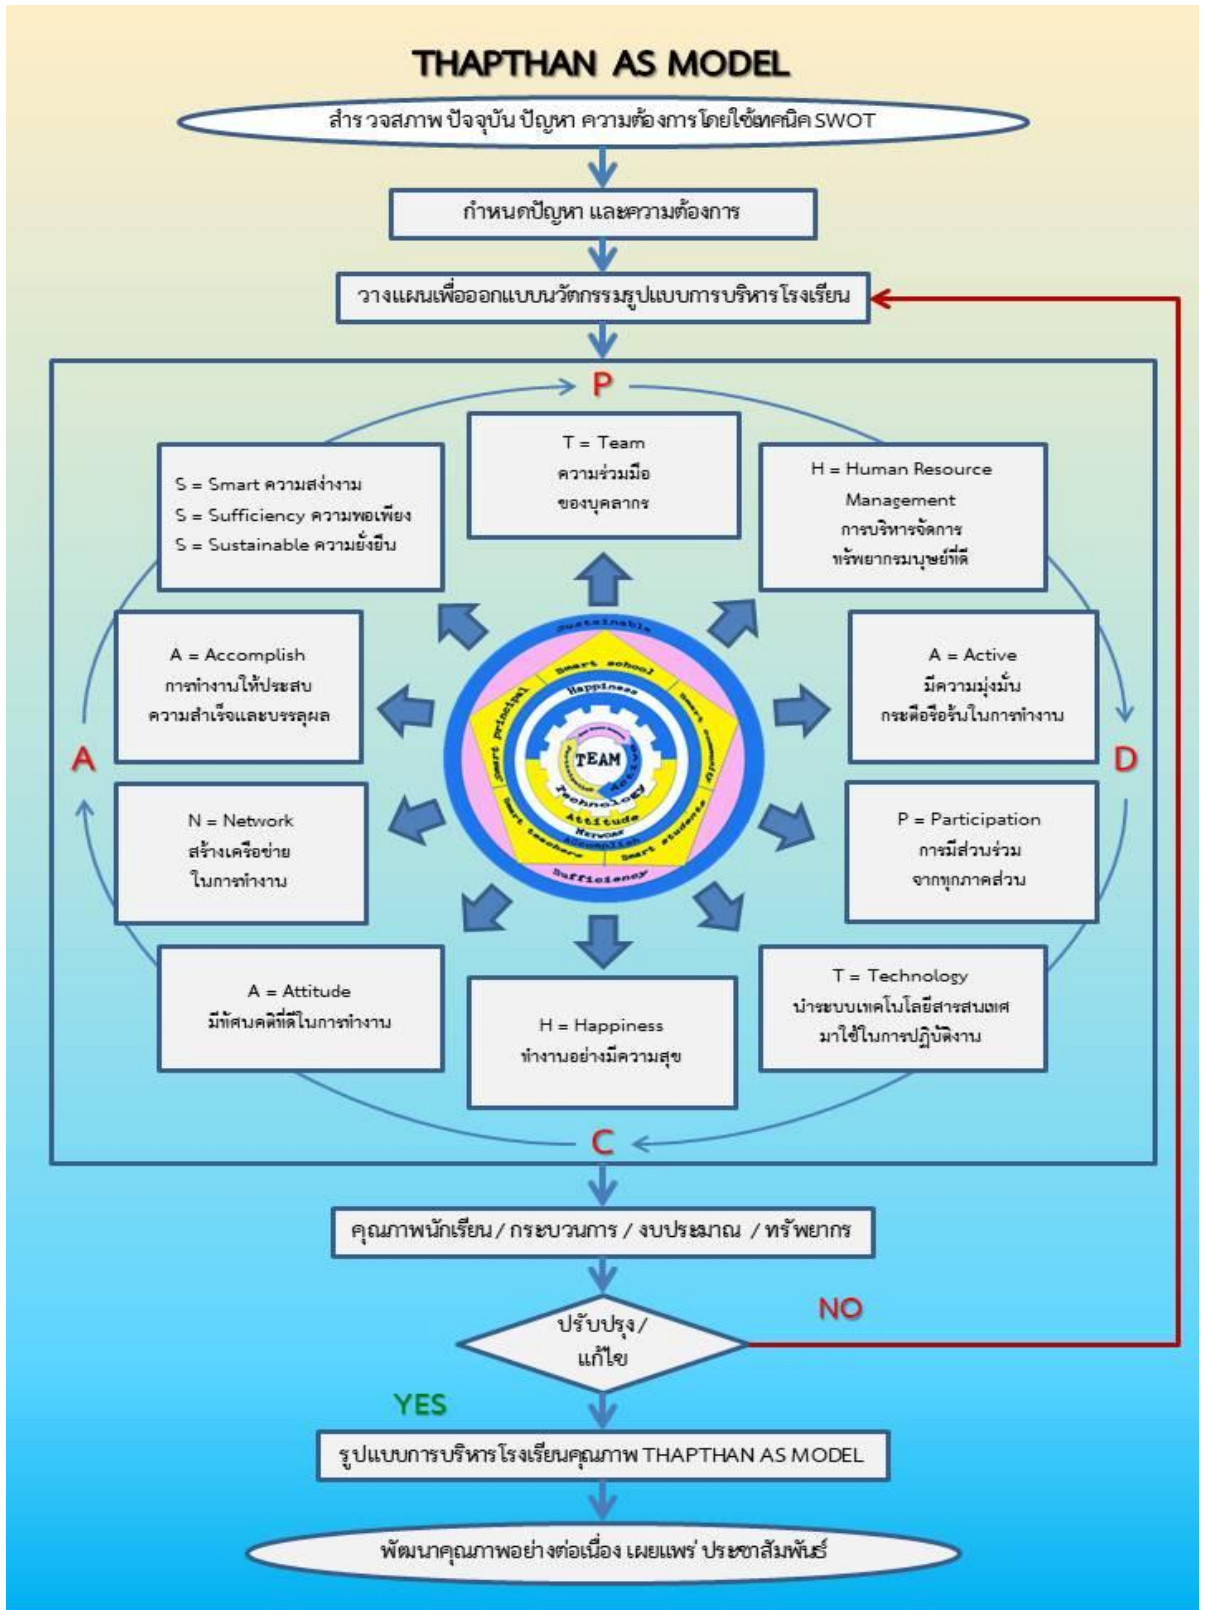 THAPTHAN AS MODEL
สำรวจสภาพ ปัจจุบัน ปัญหา ความต้องการโดยใช้เทคนิค SWOT
กำหนดปัญหา และความต้องการ
วางแผนเพื่อออกแบบนวัตกรรมรูปแบบการบริหารโรงเรียน
P
T = Team
ความร่วมมือ
ของบุคลากร
H = Human Resource
Management
การบริหารจัดการ
ทรัพยากรมนุษย์ที่ดี
A = Active
มีความมุ่งมั่น
กระตือรือร้นในการทำงาน
D
P = Participation
การมีส่วนร่วม
จากทุกภาคส่วน
T = Technology
นำระบบเทคโนโลยีสารสนเทศ
มาใช้ในการปฏิบัติงาน
H = Happiness
ทำงานอย่างมีความสุข
C
A = Attitude
มีทัศนคติที่ดีในการทำงาน
N = Network
สร้างเครือข่าย
ในการทำงาน
A
A = Accomplish
การทำงานให้ประสบ
ความสำเร็จและบรรลุผล
S = Smart ความสง่างาม
S = Sufficiency ความพอเพียง
S = Sustainable ความยั่งยืน
Sustainable
Smart school
Smart principal
Smart community
Happiness
TEAM
Active
Technology
Attitude
Network
Accomplish
Smart teachers
Smart students
Sufficiency
คุณภาพนักเรียน / กระบวนการ / งบประมาณ / ทรัพยากร
ปรับปรุง /
แก้ไข
NO
YES
รูปแบบการบริหารโรงเรียนคุณภาพ THAPTHAN AS MODEL
พัฒนาคุณภาพอย่างต่อเนื่อง เผยแพร่ ประชาสัมพันธ์